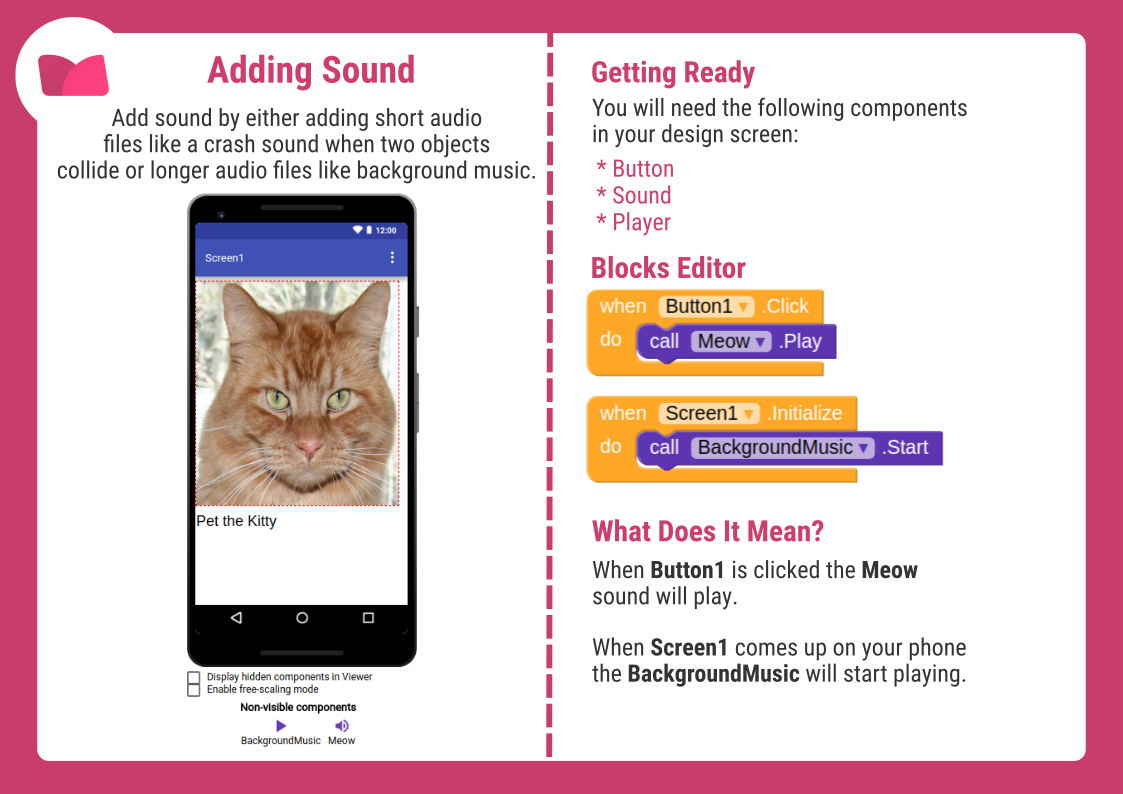 Adding Sound
Add sound by either adding short audio
files like a crash sound when two objects
collide or longer audio files like background music.
12:00
Screen1
Pet the Kitty
Display hidden components in Viewer
Enable free-scaling mode
Non-visible components
BackgroundMusic Meow
Getting Ready
You will need the following components
in your design screen:
* Button
* Sound
* Player
Blocks Editor
when Button1 .Click
do call Meow .Play
when Screen1 .Initialize
do call BackgroundMusic .Start
What Does It Mean?
When Button1 is clicked the Meow
sound will play.
When Screen1 comes up on your phone
the BackgroundMusic will start playing.